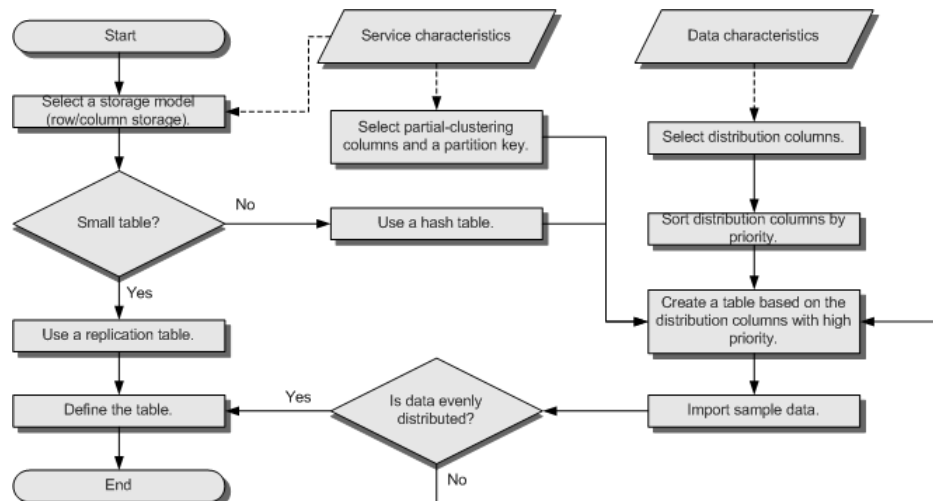 Start
Service characteristics
Data characteristics
Select a storage model
(row/column storage).
Select partial-clustering
columns and a partition key.
Select distribution columns.
Small table?
No
Use a hash table.
Sort distribution columns by
priority.
Yes
Use a replication table.
Create a table based on the
distribution columns with high
priority.
Define the table.
Yes
Is data evenly
distributed?
Import sample data.
End
No